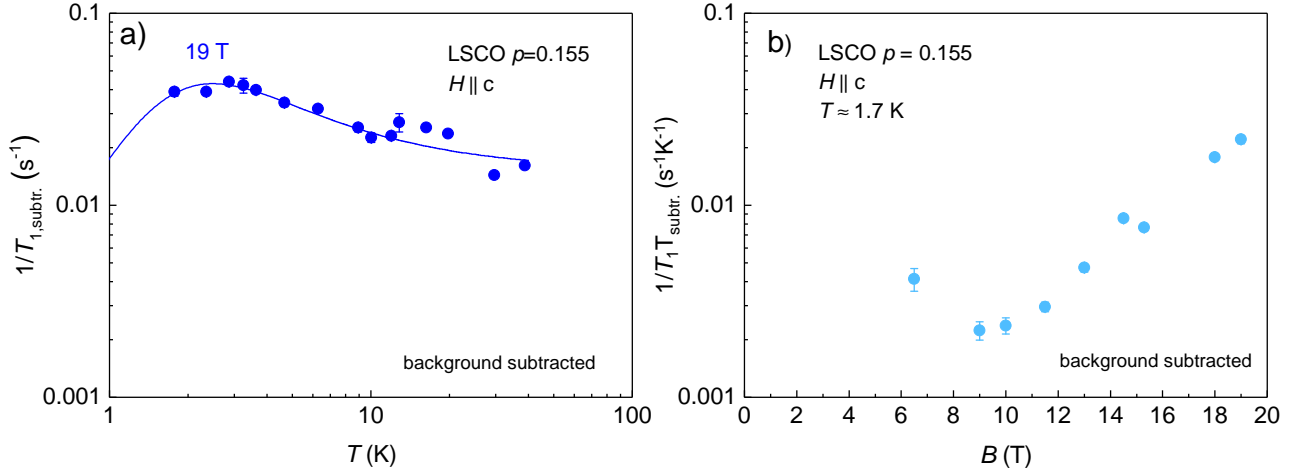 a)
19 T
LSCO p=0.155
H || c
background subtracted
0.1
0.01
0.001
1/T1,subtr. (s-1)
1
10
100
T (K)
b)
LSCO p = 0.155
H || c
T ≈ 1.7 K
background subtracted
0.1
0.01
0.001
1/T1Tsubtr. (s-1K-1)
0 2 4 6 8 10 12 14 16 18 20
B (T)